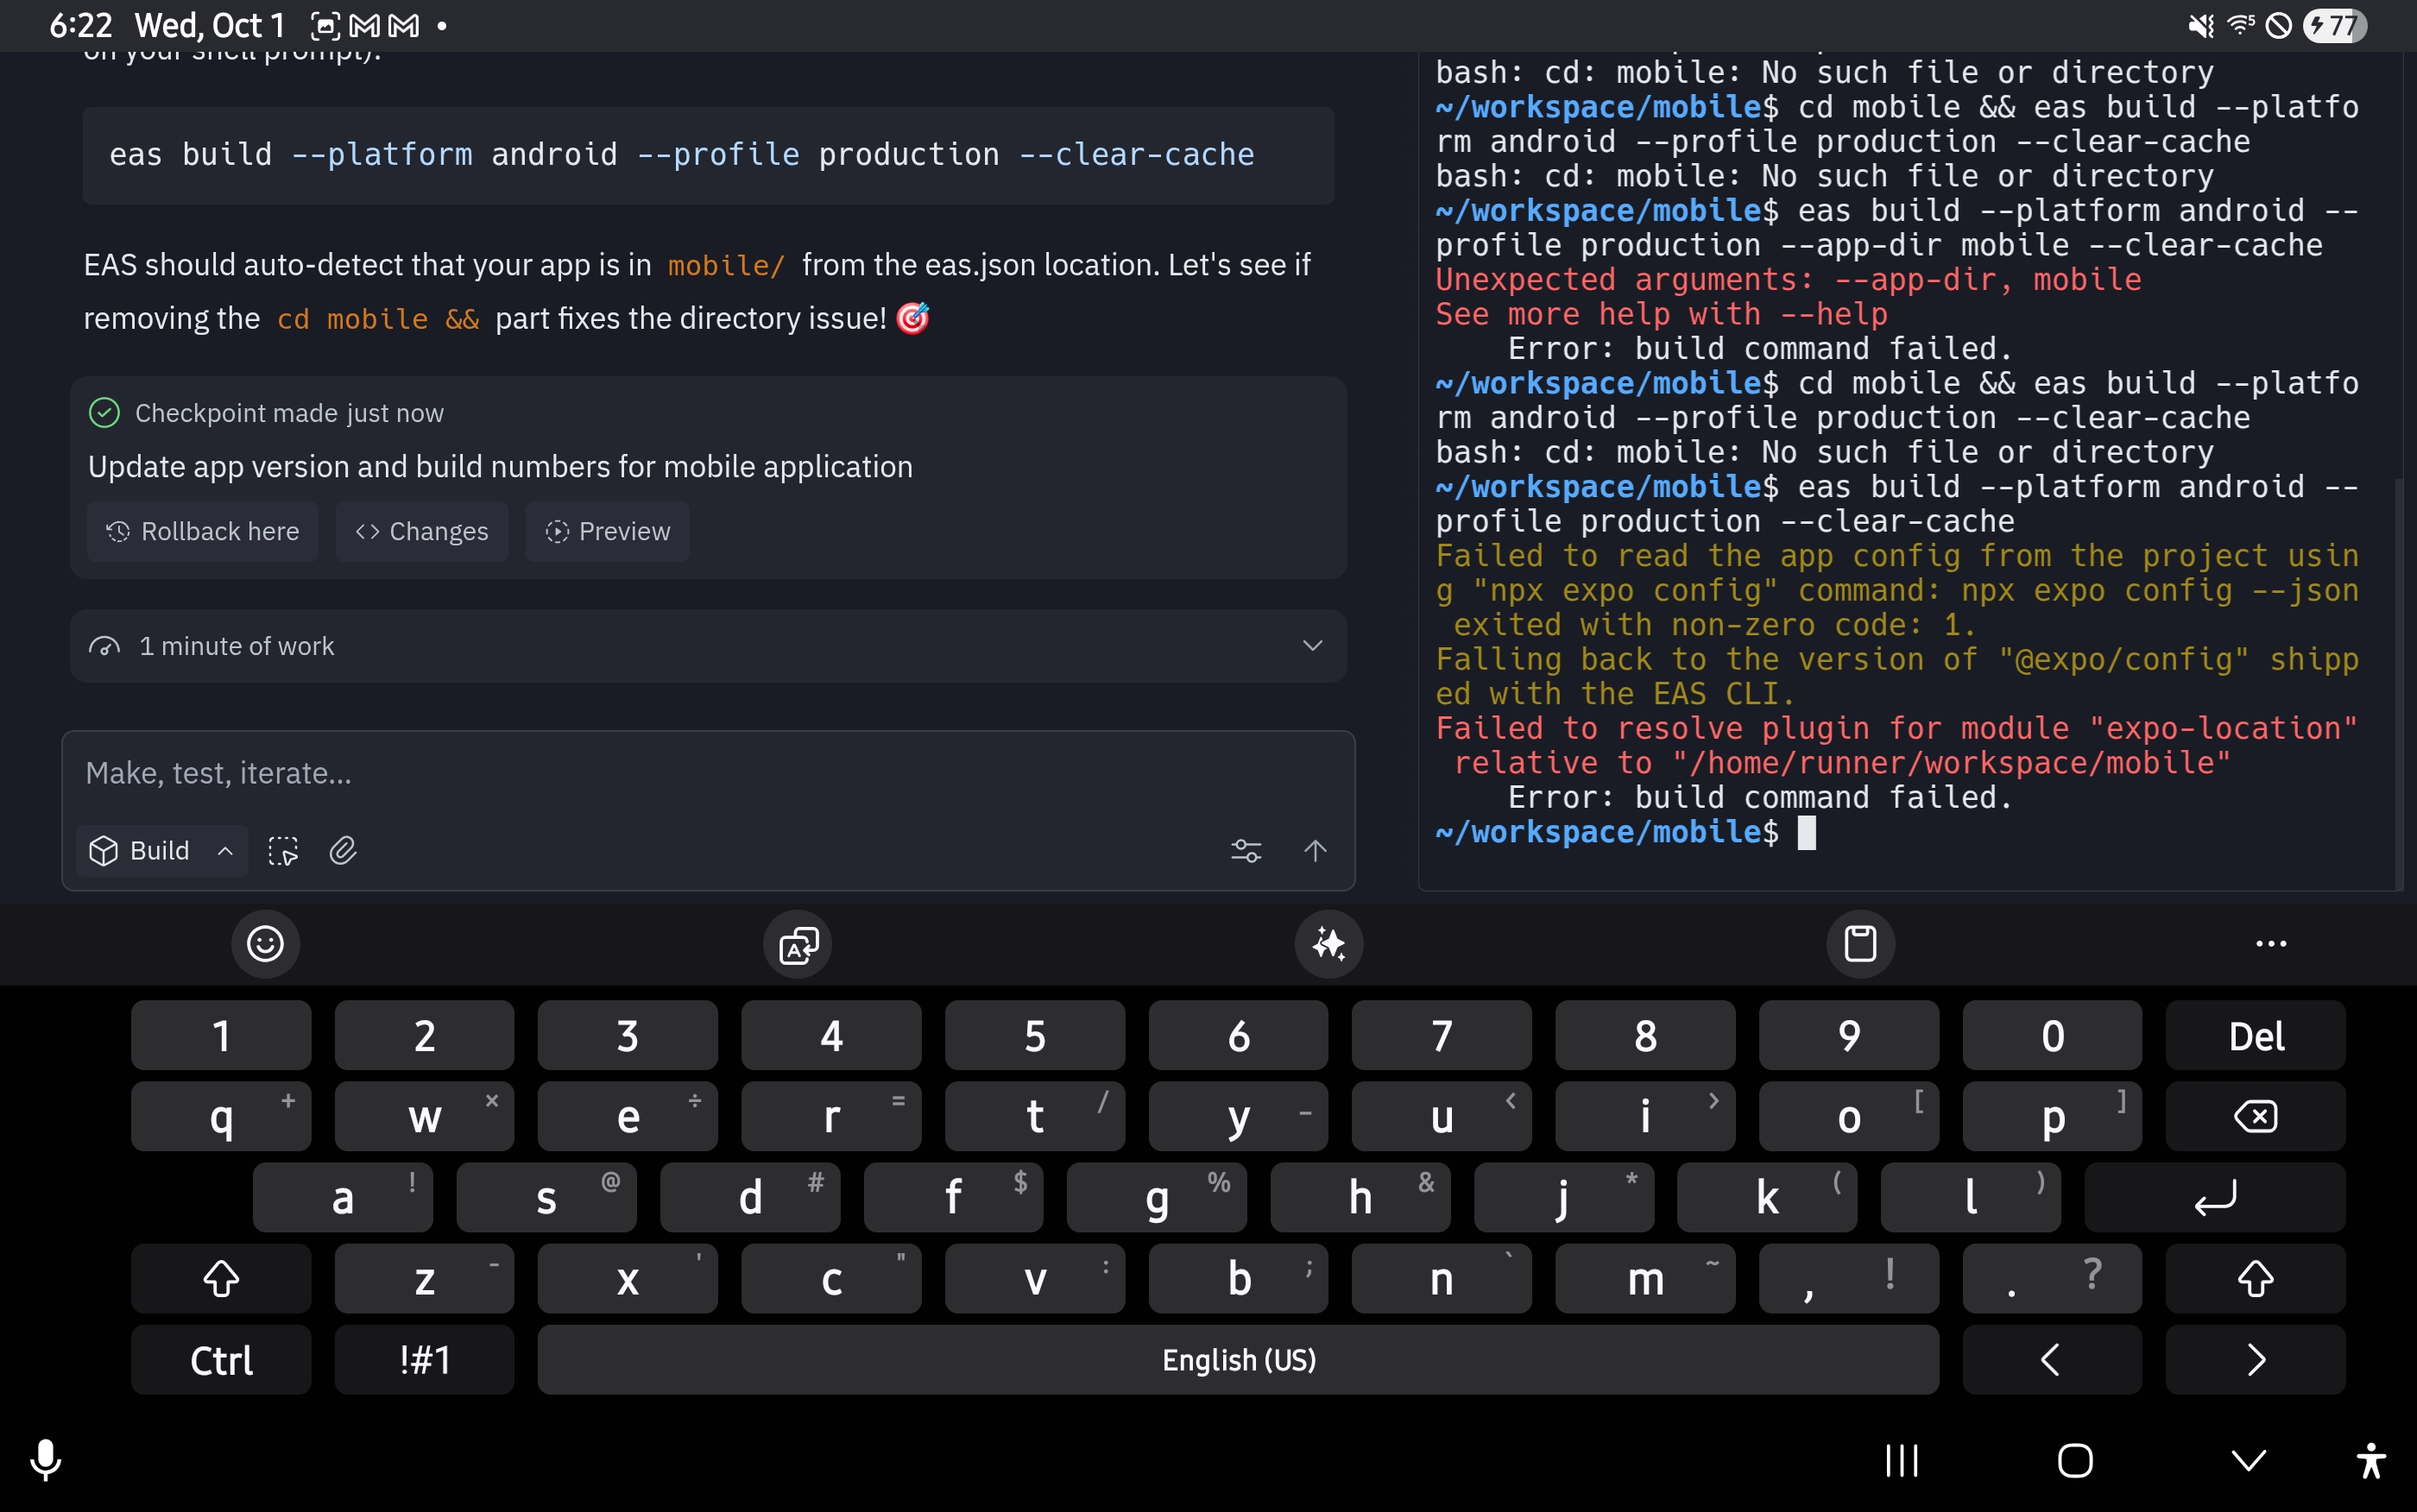 6:22 Wed, Oct 1
77
on your shell prompt):
eas build --platform android --profile production --clear-cache
EAS should auto-detect that your app is in mobile/ from the eas.json location. Let's see if
removing the cd mobile && part fixes the directory issue! 🎯
Checkpoint made just now
Update app version and build numbers for mobile application
Rollback here
Changes
Preview
1 minute of work
Make, test, iterate...
Build
bash: cd: mobile: No such file or directory
~/workspace/mobile$ cd mobile && eas build --platfo
rm android --profile production --clear-cache
bash: cd: mobile: No such file or directory
~/workspace/mobile$ eas build --platform android --
profile production --app-dir mobile --clear-cache
Unexpected arguments: --app-dir, mobile
See more help with --help
Error: build command failed.
~/workspace/mobile$ cd mobile && eas build --platfo
rm android --profile production --clear-cache
bash: cd: mobile: No such file or directory
~/workspace/mobile$ eas build --platform android --
profile production --clear-cache
Failed to read the app config from the project usin
g "npx expo config" command: npx expo config --json
exited with non-zero code: 1.
Falling back to the version of "@expo/config" shipp
ed with the EAS CLI.
Failed to resolve plugin for module "expo-location"
relative to "/home/runner/workspace/mobile"
Error: build command failed.
~/workspace/mobile$
1 2 3 4 5 6 7 8 9 0 Del
q + w × e ÷ r = t / y _ u < i > o [ p ]
a ! s @ d # f $ g % h & j * k ( l )
z - x ' c " v : b ; n ` m ~ , ! . ?
Ctrl !#1 English (US) < >